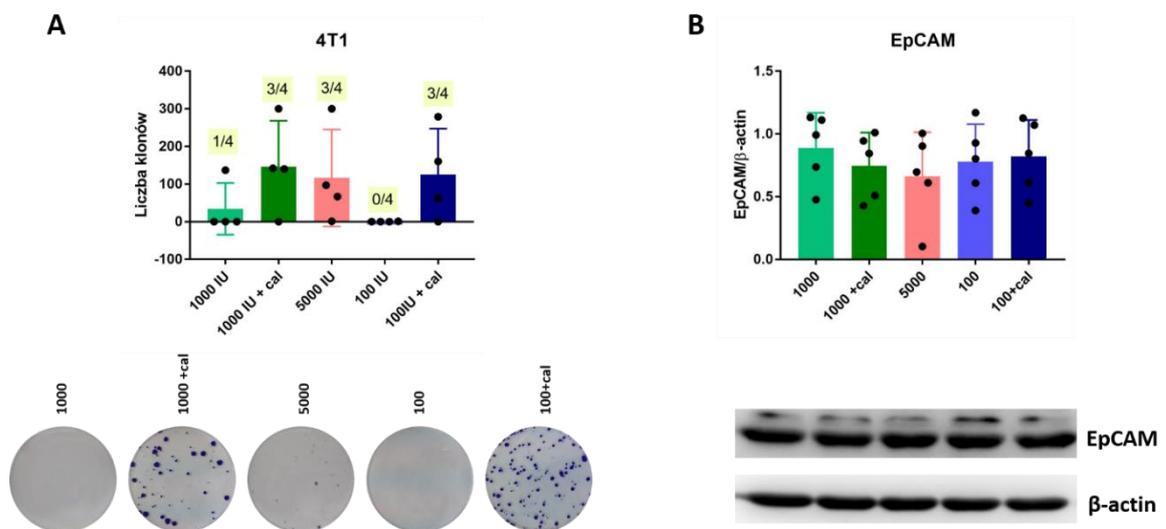 A
4T1
Liczba klonów
400
300
200
100
0
-100
1/4
3/4
3/4
0/4
3/4
1000 IU
1000 IU + cal
5000 IU
100 IU
100IU + cal
1000
1000 +cal
5000
100
100+cal
B
EpCAM
EpCAM/β-actin
1.5
1.0
0.5
0.0
1000
1000 +cal
5000
100
100+cal
EpCAM
β-actin